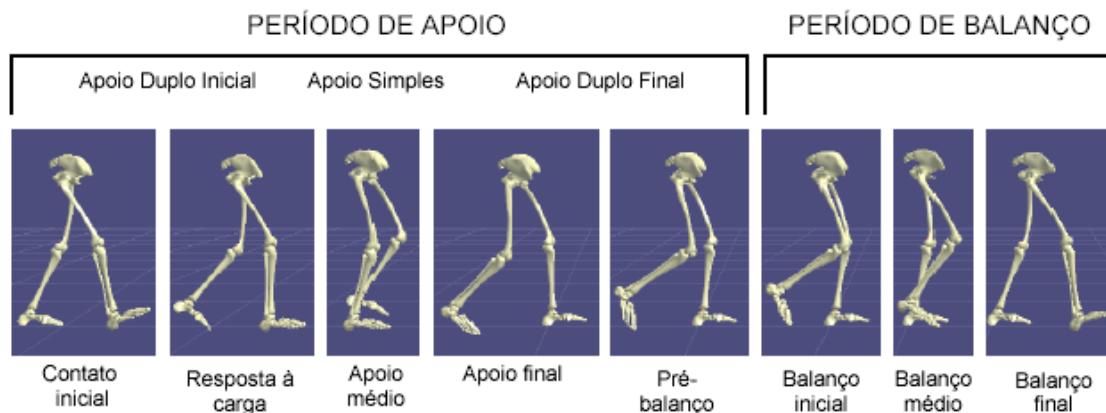 PERÍODO DE APOIO
PERÍODO DE BALANÇO
Apoio Duplo Inicial
Apoio Simples
Apoio Duplo Final
Contato
inicial
Resposta à
carga
Apoio
médio
Apoio final
Pré-
balanço
Balanço
inicial
Balanço
médio
Balanço
final